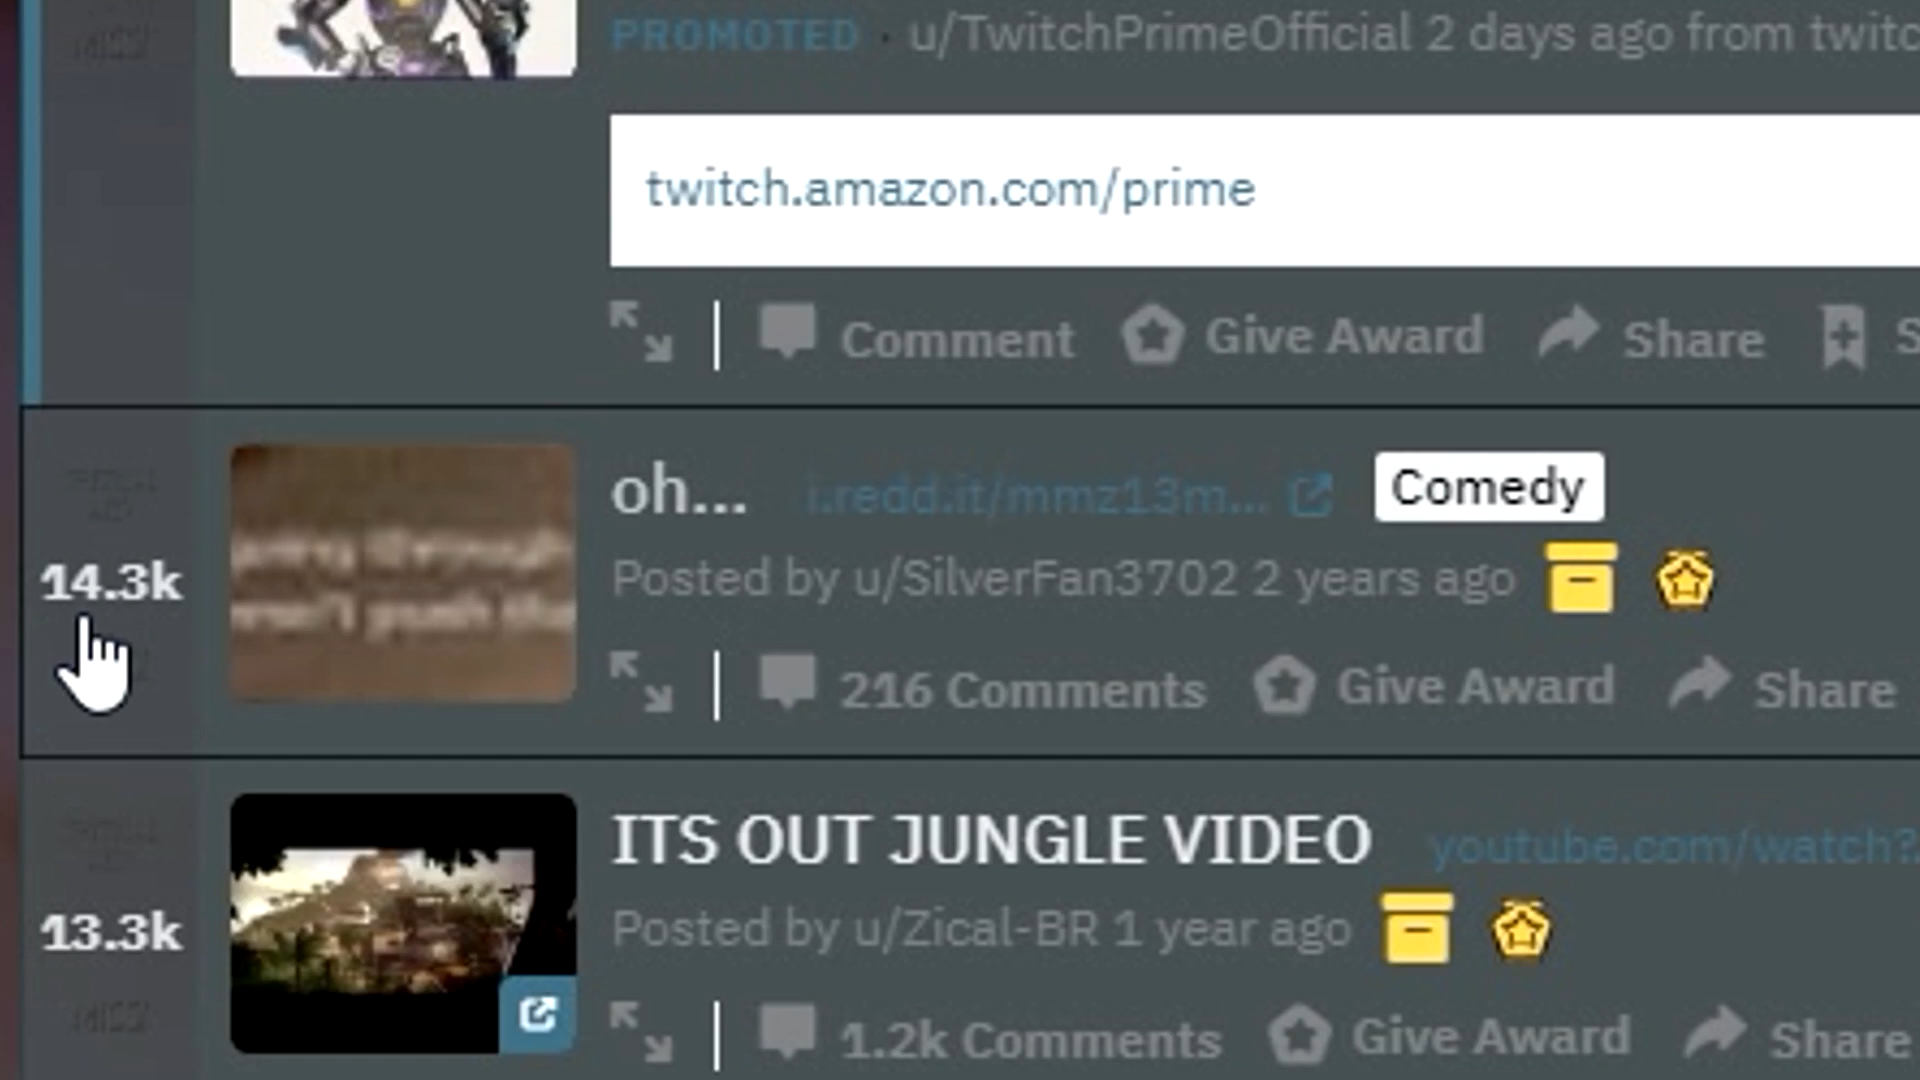 PROMOTED · u/TwitchPrimeOfficial 2 days ago from twitc
twitch.amazon.com/prime
Comment Give Award Share S
oh... i.redd.it/mmz13m... Comedy
14.3k
Posted by u/SilverFan3702 2 years ago
216 Comments Give Award Share
ITS OUT JUNGLE VIDEO youtube.com/watch?
13.3k
Posted by u/Zical-BR 1 year ago
1.2k Comments Give Award Share